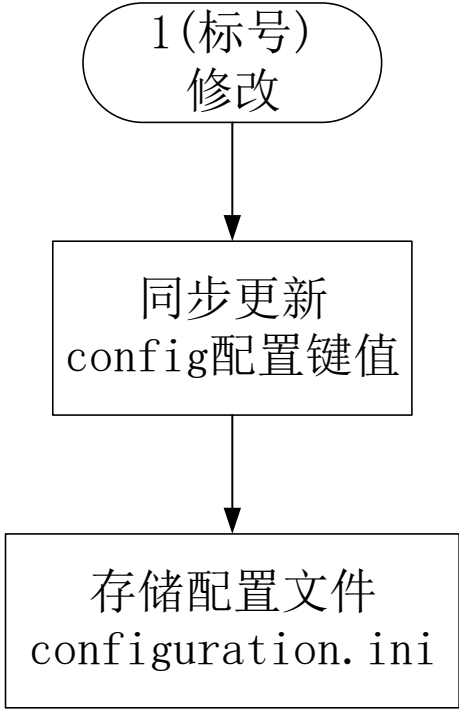 1(标号)
修改
同步更新
config配置键值
存储配置文件
configuration.ini